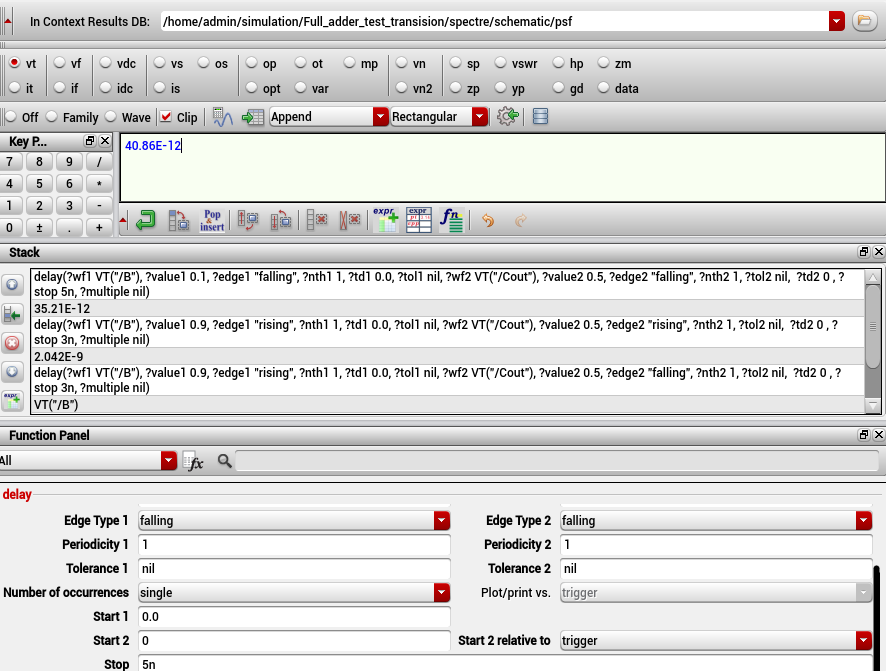 In Context Results DB: /home/admin/simulation/Full_adder_test_transision/spectre/schematic/psf
vt vf vdc vs os op ot mp vn sp vswr hp zm
it if idc is opt var vn2 zp yp gd data
Off Family Wave Clip Append Rectangular
Key P...
7 8 9 /
4 5 6 *
1 2 3 -
0 ± . +
40.86E-12
Pop
insert
expr
expr
fn
Stack
delay(?wf1 VT("/B"), ?value1 0.1, ?edge1 "falling", ?nth1 1, ?td1 0.0, ?tol1 nil, ?wf2 VT("/Cout"), ?value2 0.5, ?edge2 "falling", ?nth2 1, ?tol2 nil, ?td2 0 , ?
stop 5n, ?multiple nil)
35.21E-12
delay(?wf1 VT("/B"), ?value1 0.9, ?edge1 "rising", ?nth1 1, ?td1 0.0, ?tol1 nil, ?wf2 VT("/Cout"), ?value2 0.5, ?edge2 "rising", ?nth2 1, ?tol2 nil, ?td2 0 , ?
stop 3n, ?multiple nil)
2.042E-9
delay(?wf1 VT("/B"), ?value1 0.9, ?edge1 "rising", ?nth1 1, ?td1 0.0, ?tol1 nil, ?wf2 VT("/Cout"), ?value2 0.5, ?edge2 "falling", ?nth2 1, ?tol2 nil, ?td2 0 , ?
stop 3n, ?multiple nil)
VT("/B")
expr
Function Panel
All fx
delay
Edge Type 1 falling Edge Type 2 falling
Periodicity 1 1 Periodicity 2 1
Tolerance 1 nil Tolerance 2 nil
Number of occurrences single Plot/print vs. trigger
Start 1 0.0
Start 2 0 Start 2 relative to trigger
Stop 5n